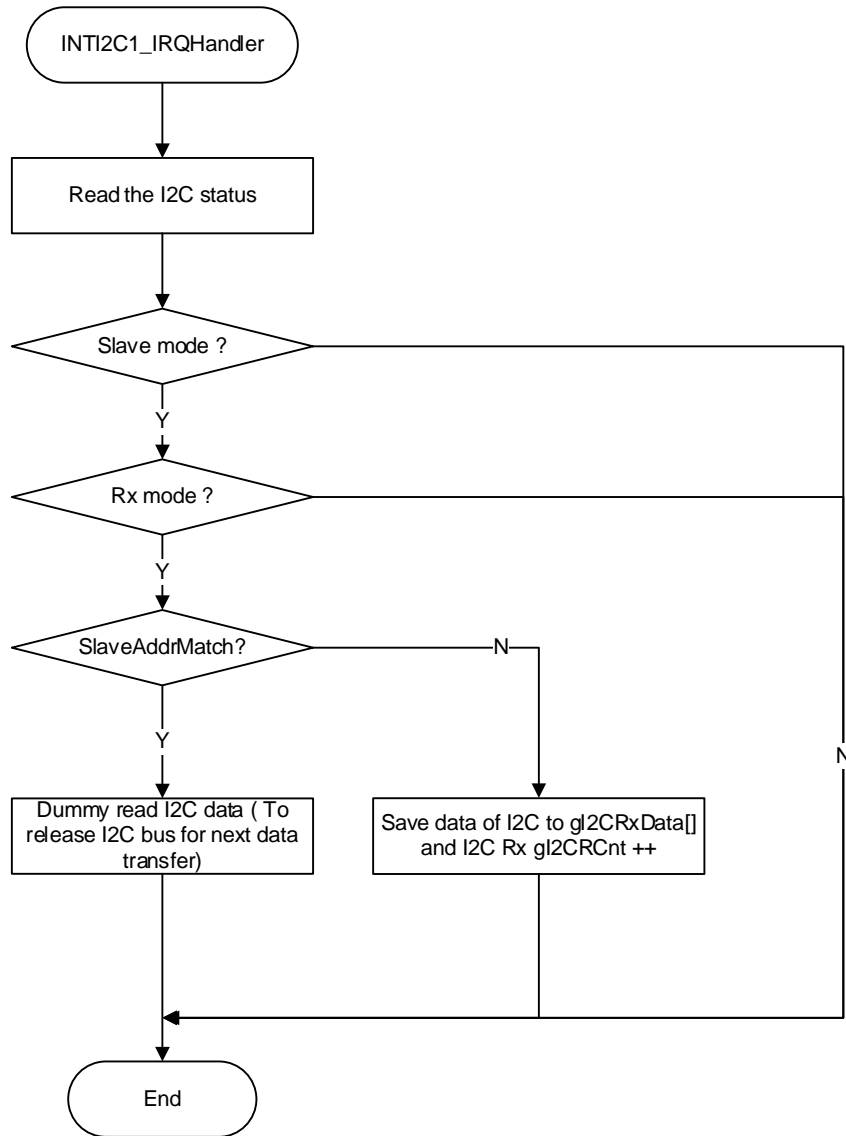 INTI2C1_IRQHandler
Read the I2C status
Slave mode ?
Y
Rx mode ?
Y
SlaveAddrMatch?
N
Y
N
Dummy read I2C data ( To
release I2C bus for next data
transfer)
Save data of I2C to gI2CRxData[]
and I2C Rx gI2CRCnt ++
End